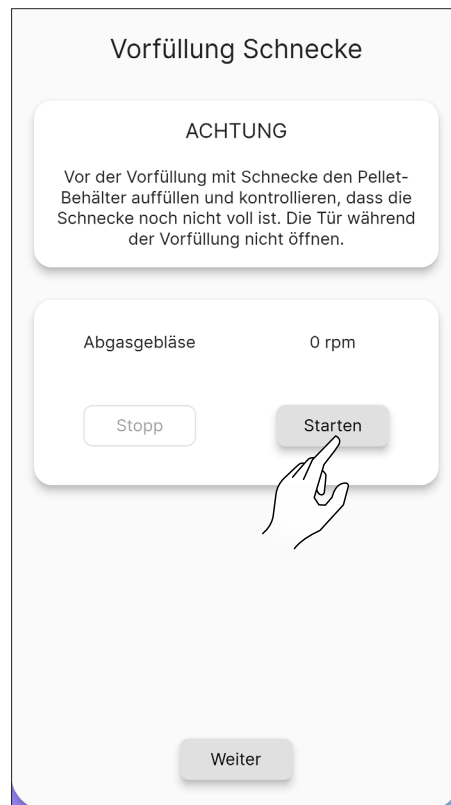 Vorfüllung Schnecke
ACHTUNG
Vor der Vorfüllung mit Schnecke den Pellet-
Behälter auffüllen und kontrollieren, dass die
Schnecke noch nicht voll ist. Die Tür während
der Vorfüllung nicht öffnen.
Abgasgebläse 0 rpm
Stopp Starten
Weiter